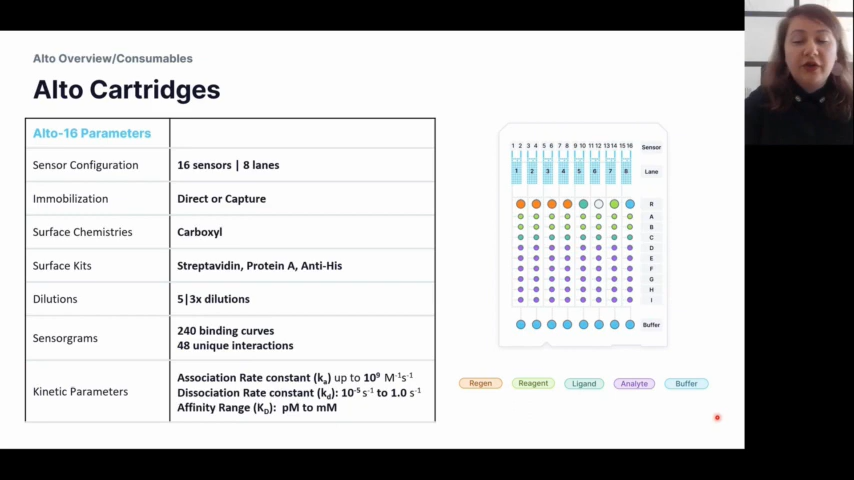 Alto Overview/Consumables
Alto Cartridges
Alto-16 Parameters
Sensor Configuration
16 sensors | 8 lanes
Immobilization
Direct or Capture
Surface Chemistries
Carboxyl
Surface Kits
Streptavidin, Protein A, Anti-His
Dilutions
5|3x dilutions
Sensorgrams
240 binding curves
48 unique interactions
Kinetic Parameters
Association Rate constant (kₐ) up to 10⁹ M⁻¹s⁻¹
Dissociation Rate constant (k_d): 10⁻⁵ s⁻¹ to 1.0 s⁻¹
Affinity Range (K_D): pM to mM
1 2 3 4 5 6 7 8 9 10 11 12 13 14 15 16 Sensor
1 2 3 4 5 6 7 8 Lane
R
A
B
C
D
E
F
G
H
I
Buffer
Regen Reagent Ligand Analyte Buffer